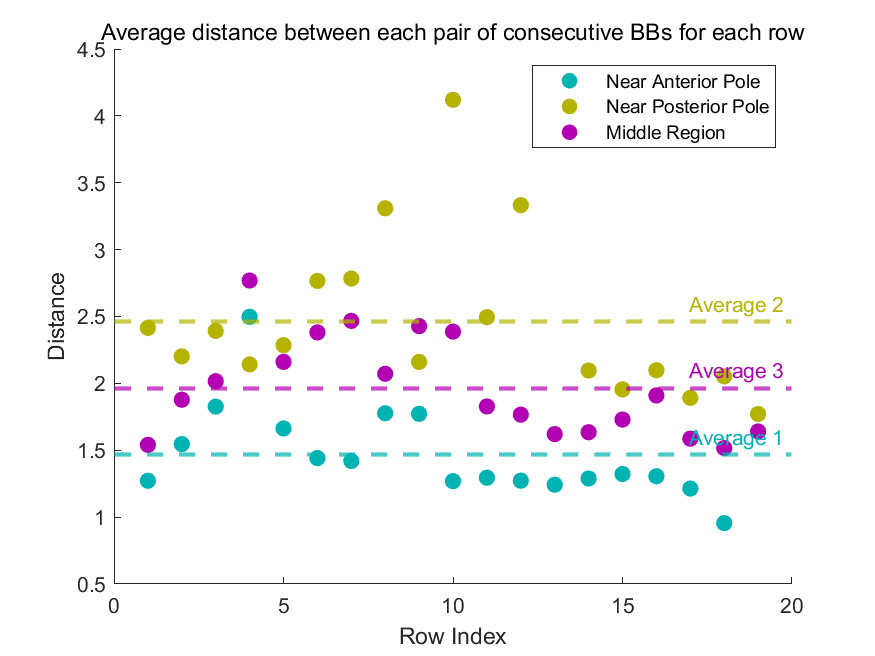 Average distance between each pair of consecutive BBs for each row
Near Anterior Pole
Near Posterior Pole
Middle Region
4.5
4
3.5
3
2.5
2
1.5
1
0.5
Distance
Average 2
Average 3
Average 1
0
5
10
15
20
Row Index